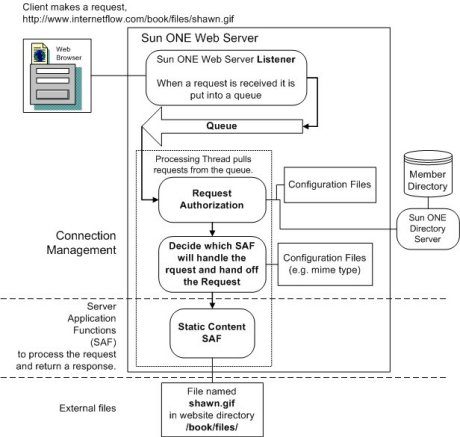 Client makes a request,
http://www.internetflow.com/book/files/shawn.gif
Web
Browser
Sun ONE Web Server
Sun ONE Web Server Listener
When a request is received it is
put into a queue
Queue
Processing Thread pulls
requests from the queue.
Request
Authorization
Configuration Files
Member
Directory
Sun ONE
Directory
Server
Connection
Management
Decide which SAF
will handle the
rquest and hand off
the Request
Configuration Files
(e.g. mime type)
Server
Application
Functions
(SAF)
to process the request
and return a response.
Static Content
SAF
External files
File named
shawn.gif
in website directory
/book/files/